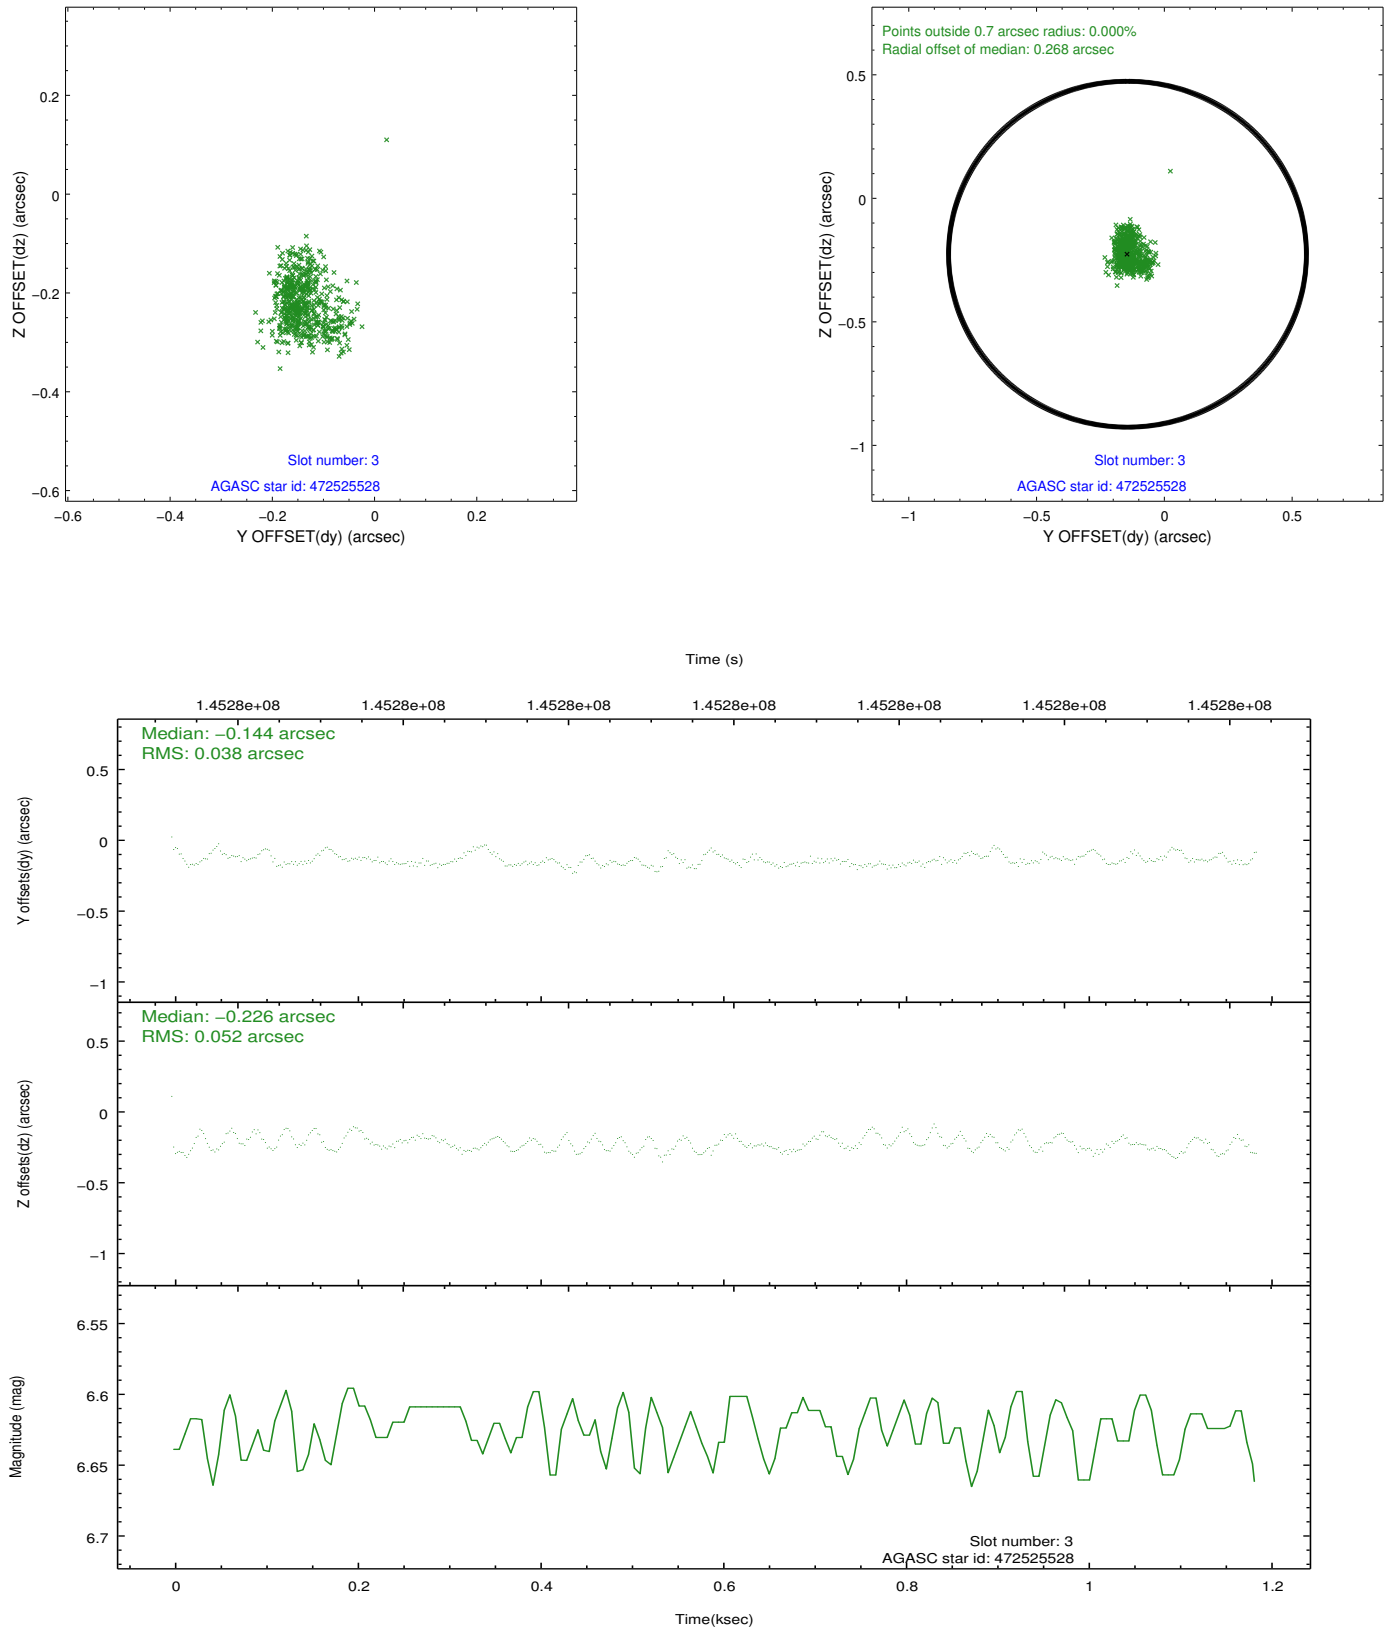 0.2
0
−0.2
−0.4
−0.6
Z OFFSET(dz) (arcsec)
Slot number: 3
AGASC star id: 472525528
−0.6
−0.4
−0.2
0
0.2
Y OFFSET(dy) (arcsec)
Points outside 0.7 arcsec radius: 0.000%
Radial offset of median: 0.268 arcsec
0.5
0
−0.5
−1
Z OFFSET(dz) (arcsec)
Slot number: 3
AGASC star id: 472525528
−1
−0.5
0
0.5
Y OFFSET(dy) (arcsec)
Time (s)
1.4528e+08
1.4528e+08
1.4528e+08
1.4528e+08
1.4528e+08
1.4528e+08
1.4528e+08
Median: −0.144 arcsec
RMS: 0.038 arcsec
0.5
0
−0.5
−1
Y offsets(dy) (arcsec)
Median: −0.226 arcsec
RMS: 0.052 arcsec
0.5
0
−0.5
−1
Z offsets(dz) (arcsec)
6.55
6.6
6.65
6.7
Magnitude (mag)
Slot number: 3
AGASC star id: 472525528
0
0.2
0.4
0.6
0.8
1
1.2
Time(ksec)